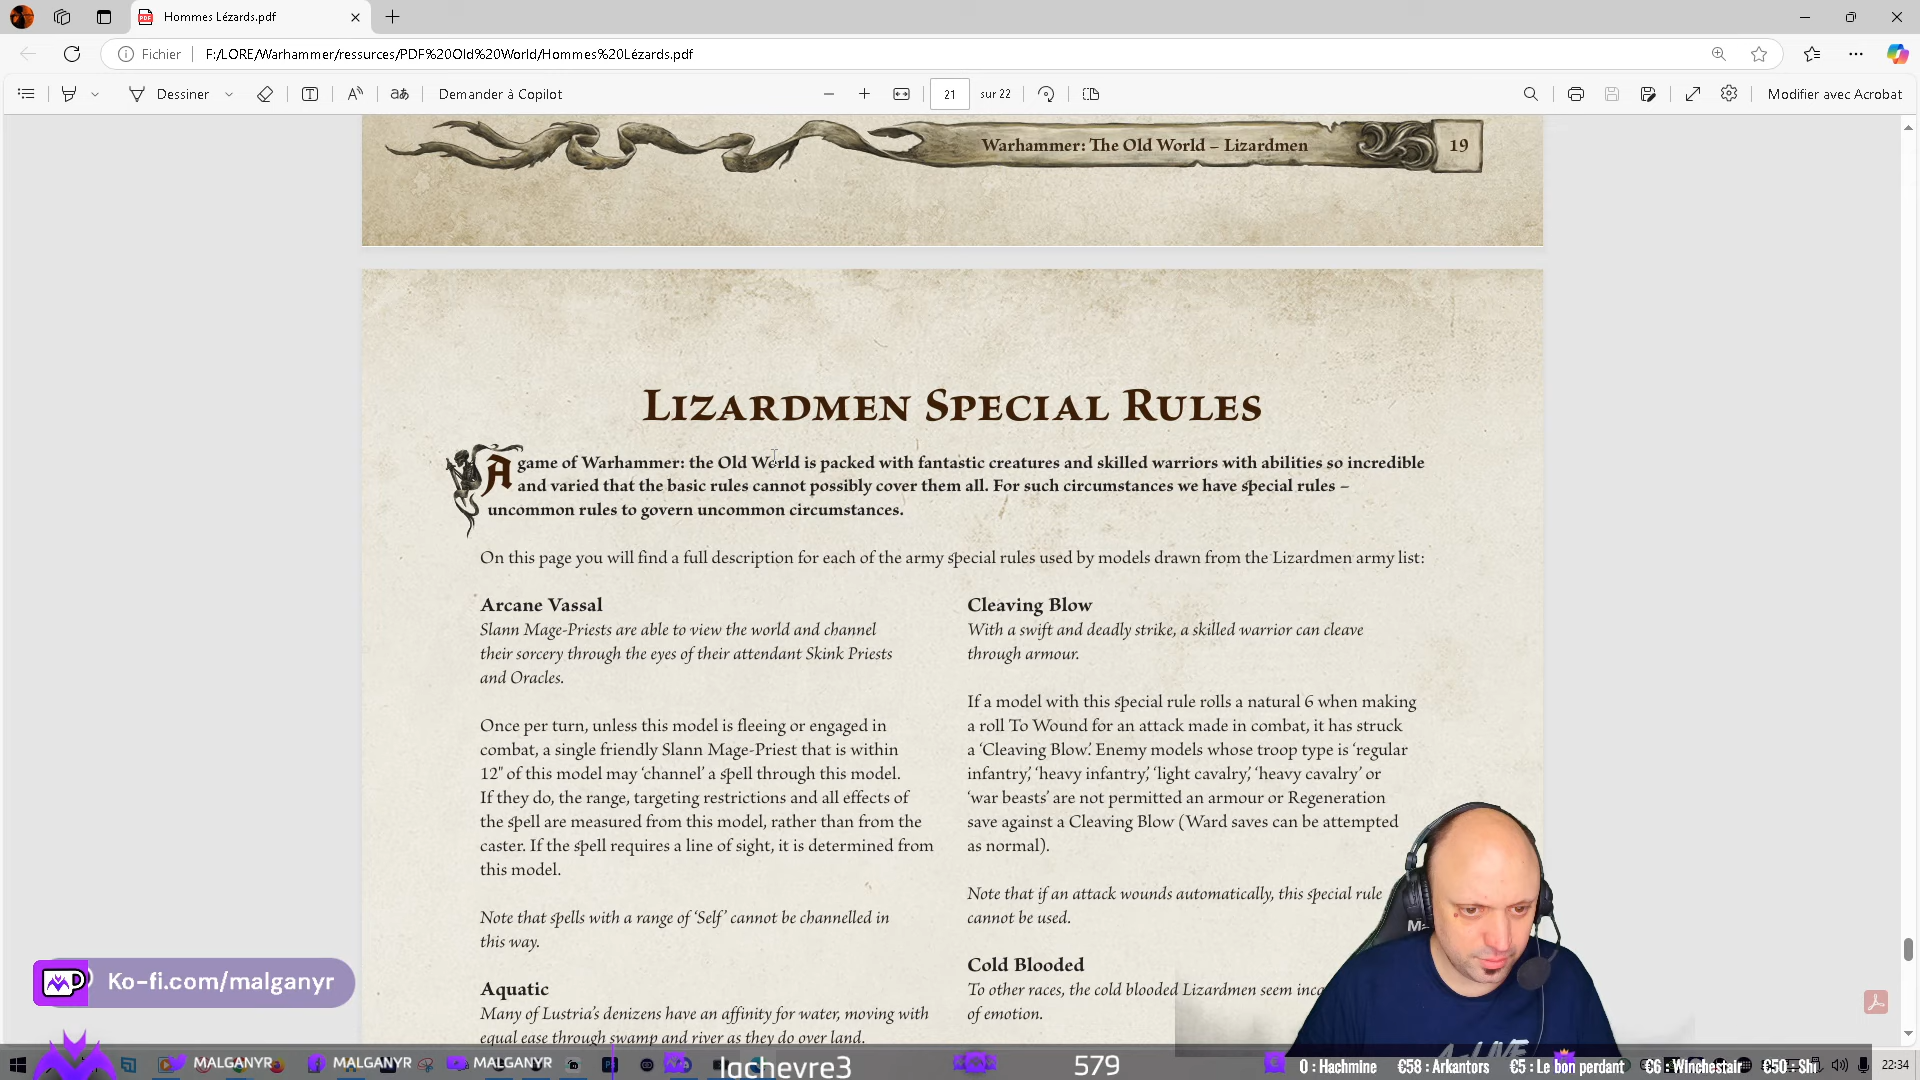 Hommes Lézards.pdf
Fichier
F:/LORE/Warhammer/ressources/PDF%20Old%20World/Hommes%20Lézards.pdf
Dessiner
Demander à Copilot
21
sur 22
Modifier avec Acrobat
Warhammer: The Old World – Lizardmen
19
Lizardmen Special Rules
A game of Warhammer: the Old World is packed with fantastic creatures and skilled warriors with abilities so incredible
and varied that the basic rules cannot possibly cover them all. For such circumstances we have special rules –
uncommon rules to govern uncommon circumstances.
On this page you will find a full description for each of the army special rules used by models drawn from the Lizardmen army list:
Arcane Vassal
Slann Mage-Priests are able to view the world and channel
their sorcery through the eyes of their attendant Skink Priests
and Oracles.
Once per turn, unless this model is fleeing or engaged in
combat, a single friendly Slann Mage-Priest that is within
12" of this model may ‘channel’ a spell through this model.
If they do, the range, targeting restrictions and all effects of
the spell are measured from this model, rather than from the
caster. If the spell requires a line of sight, it is determined from
this model.
Note that spells with a range of ‘Self’ cannot be channelled in
this way.
Aquatic
Many of Lustria’s denizens have an affinity for water, moving with
equal ease through swamp and river as they do over land.
Cleaving Blow
With a swift and deadly strike, a skilled warrior can cleave
through armour.
If a model with this special rule rolls a natural 6 when making
a roll To Wound for an attack made in combat, it has struck
a ‘Cleaving Blow’. Enemy models whose troop type is ‘regular
infantry’, ‘heavy infantry’, ‘light cavalry’, ‘heavy cavalry’ or
‘war beasts’ are not permitted an armour or Regeneration
save against a Cleaving Blow (Ward saves can be attempted
as normal).
Note that if an attack wounds automatically, this special rule
cannot be used.
Cold Blooded
To other races, the cold blooded Lizardmen seem
of emotion.
Ko-fi.com/malganyr
MALGANYR
MALGANYR
MALGANYR
lachevre3
579
0 : Hachmine
€58 : Arkantors
€5 : Le bon perdant
€6 : Winchestair
€50 : Shi
22:34